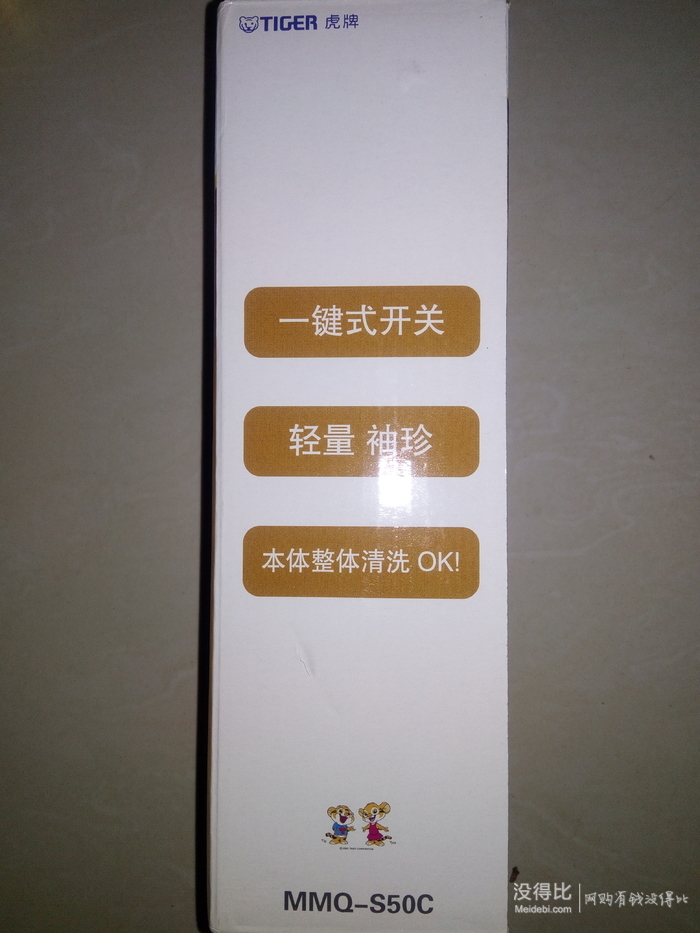 TIGER 虎牌
一键式开关
轻量 袖珍
本体整体清洗 OK!
MMQ-S50C
没得比
Meidebi.com
网购有钱没得比